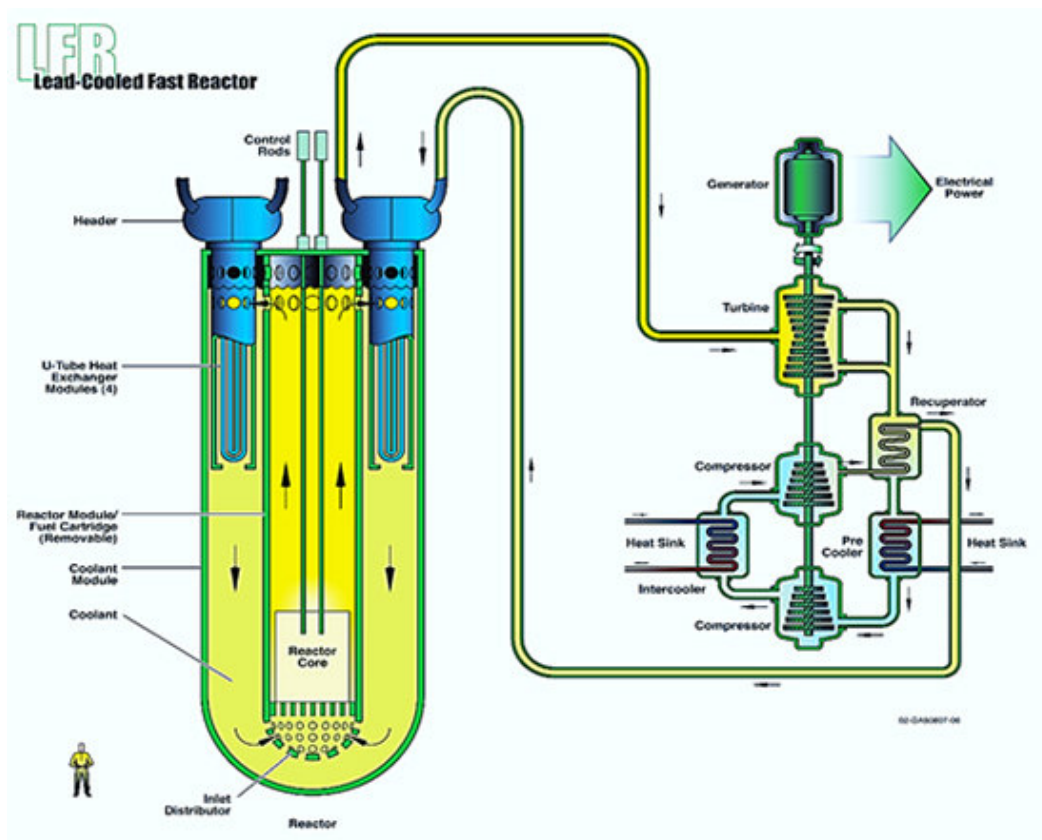 LFR
Lead-Cooled Fast Reactor
Control
Rods
Header
U-Tube Heat
Exchanger
Modules (4)
Reactor Module/
Fuel Cartridge
(Removable)
Coolant
Module
Coolant
Reactor
Core
Inlet
Distributor
Reactor
Generator
Electrical
Power
Turbine
Recuperator
Compressor
Heat Sink
Pre
Cooler
Heat Sink
Intercooler
Compressor
02-GA50807-06